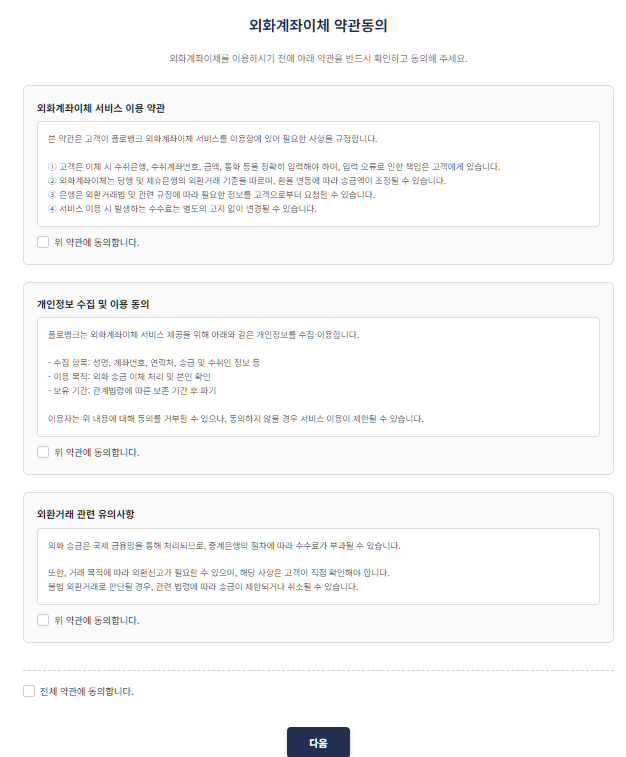 외화계좌이체 약관동의
외화계좌이체를 이용하시기 전에 아래 약관을 반드시 확인하고 동의해 주세요.
외화계좌이체 서비스 이용 약관
본 약관은 고객이 플로뱅크 외화계좌이체 서비스를 이용함에 있어 필요한 사항을 규정합니다.
① 고객은 이체 시 수취은행, 수취계좌번호, 금액, 통화 등을 정확히 입력해야 하며, 입력 오류로 인한 책임은 고객에게 있습니다.
② 외화계좌이체는 당행 및 제휴은행의 외환거래 기준을 따르며, 환율 변동에 따라 송금액이 조정될 수 있습니다.
③ 은행은 외환거래법 및 관련 규정에 따라 필요한 정보를 고객으로부터 요청할 수 있습니다.
④ 서비스 이용 시 발생하는 수수료는 별도의 고지 없이 변경될 수 있습니다.
위 약관에 동의합니다.
개인정보 수집 및 이용 동의
플로뱅크는 외화계좌이체 서비스 제공을 위해 아래와 같은 개인정보를 수집·이용합니다.
- 수집 항목: 성명, 계좌번호, 연락처, 송금 및 수취인 정보 등
- 이용 목적: 외화 송금 이체 처리 및 본인 확인
- 보유 기간: 관계법령에 따른 보존 기간 후 파기
이용자는 위 내용에 대해 동의를 거부할 수 있으나, 동의하지 않을 경우 서비스 이용이 제한될 수 있습니다.
위 약관에 동의합니다.
외환거래 관련 유의사항
외화 송금은 국제 금융망을 통해 처리되므로, 중계은행의 절차에 따라 수수료가 부과될 수 있습니다.
또한, 거래 목적에 따라 외환신고가 필요할 수 있으며, 해당 사항은 고객이 직접 확인해야 합니다.
불법 외환거래로 판단될 경우, 관련 법령에 따라 송금이 제한되거나 취소될 수 있습니다.
위 약관에 동의합니다.
전체 약관에 동의합니다.
다음